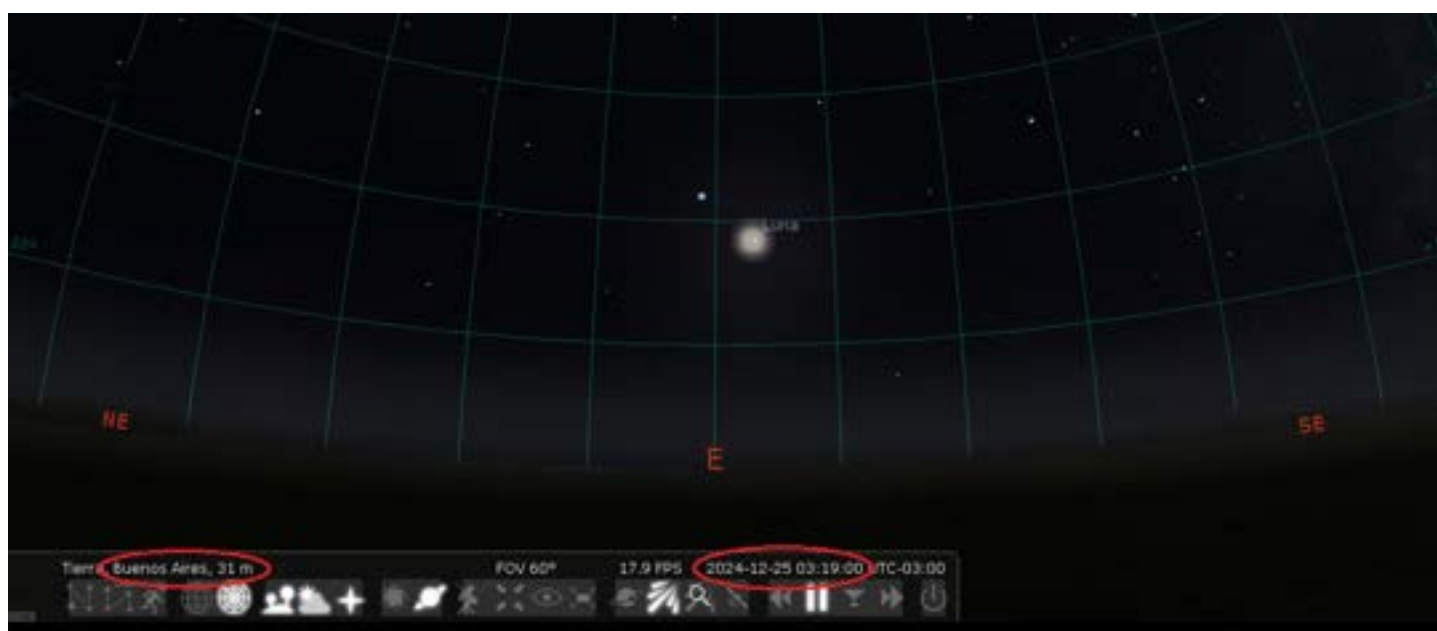 Luna
NE
SE
E
Tierra, Buenos Aires, 31 m FOV 60° 17.9 FPS 2024-12-25 03:19:00 UTC-03:00